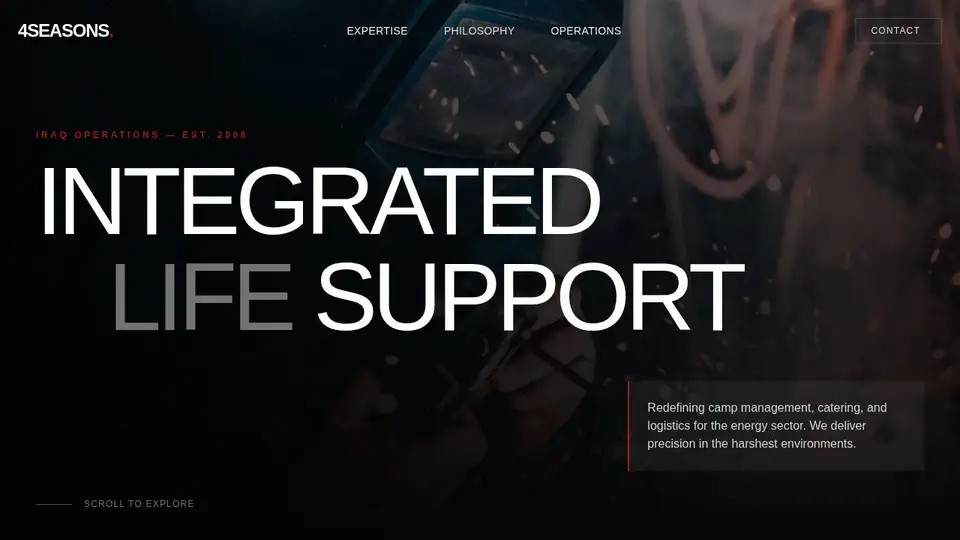 4SEASONS.
EXPERTISE
PHILOSOPHY
OPERATIONS
CONTACT
IRAQ OPERATIONS — EST. 2008
INTEGRATED
LIFE SUPPORT
Redefining camp management, catering, and
logistics for the energy sector. We deliver
precision in the harshest environments.
SCROLL TO EXPLORE